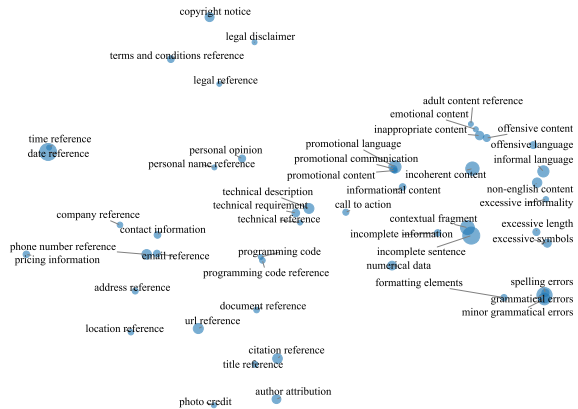 copyright notice
legal disclaimer
terms and conditions reference
legal reference
adult content reference
emotional content
inappropriate content
offensive content
time reference
promotional language
offensive language
date reference
personal opinion
promotional communication
informal language
personal name reference
promotional content
incoherent content
technical description
informational content
non-english content
technical requirement
call to action
excessive informality
company reference
technical reference
contextual fragment
contact information
incomplete information
excessive length
excessive symbols
phone number reference
email reference
programming code
incomplete sentence
pricing information
numerical data
programming code reference
formatting elements
spelling errors
address reference
grammatical errors
document reference
minor grammatical errors
url reference
location reference
citation reference
title reference
author attribution
photo credit